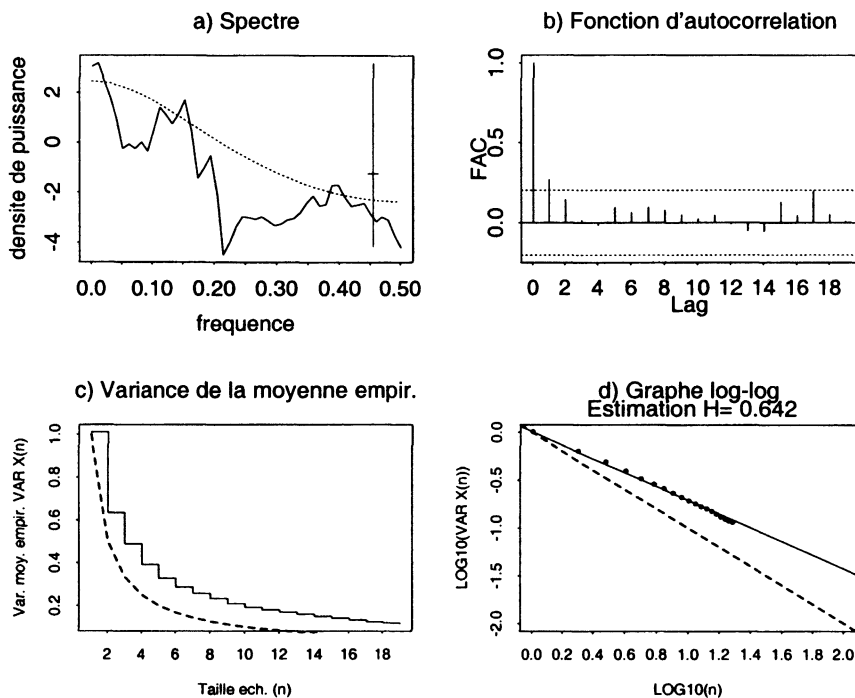 a) Spectre
densite de puissance
2
0
-2
-4
0.0 0.10 0.20 0.30 0.40 0.50
frequence
b) Fonction d'autocorrelation
FAC
1.0
0.5
0.0
0 2 4 6 8 10 12 14 16 18
Lag
c) Variance de la moyenne empir.
Var. moy. empir. VAR X(n)
1.0
0.8
0.6
0.4
0.2
2 4 6 8 10 12 14 16 18
Taille ech. (n)
d) Graphe log-log
Estimation H= 0.642
LOG10(VAR X(n))
0.0
-0.5
-1.0
-1.5
-2.0
0.0 0.2 0.4 0.6 0.8 1.0 1.2 1.4 1.6 1.8 2.0
LOG10(n)